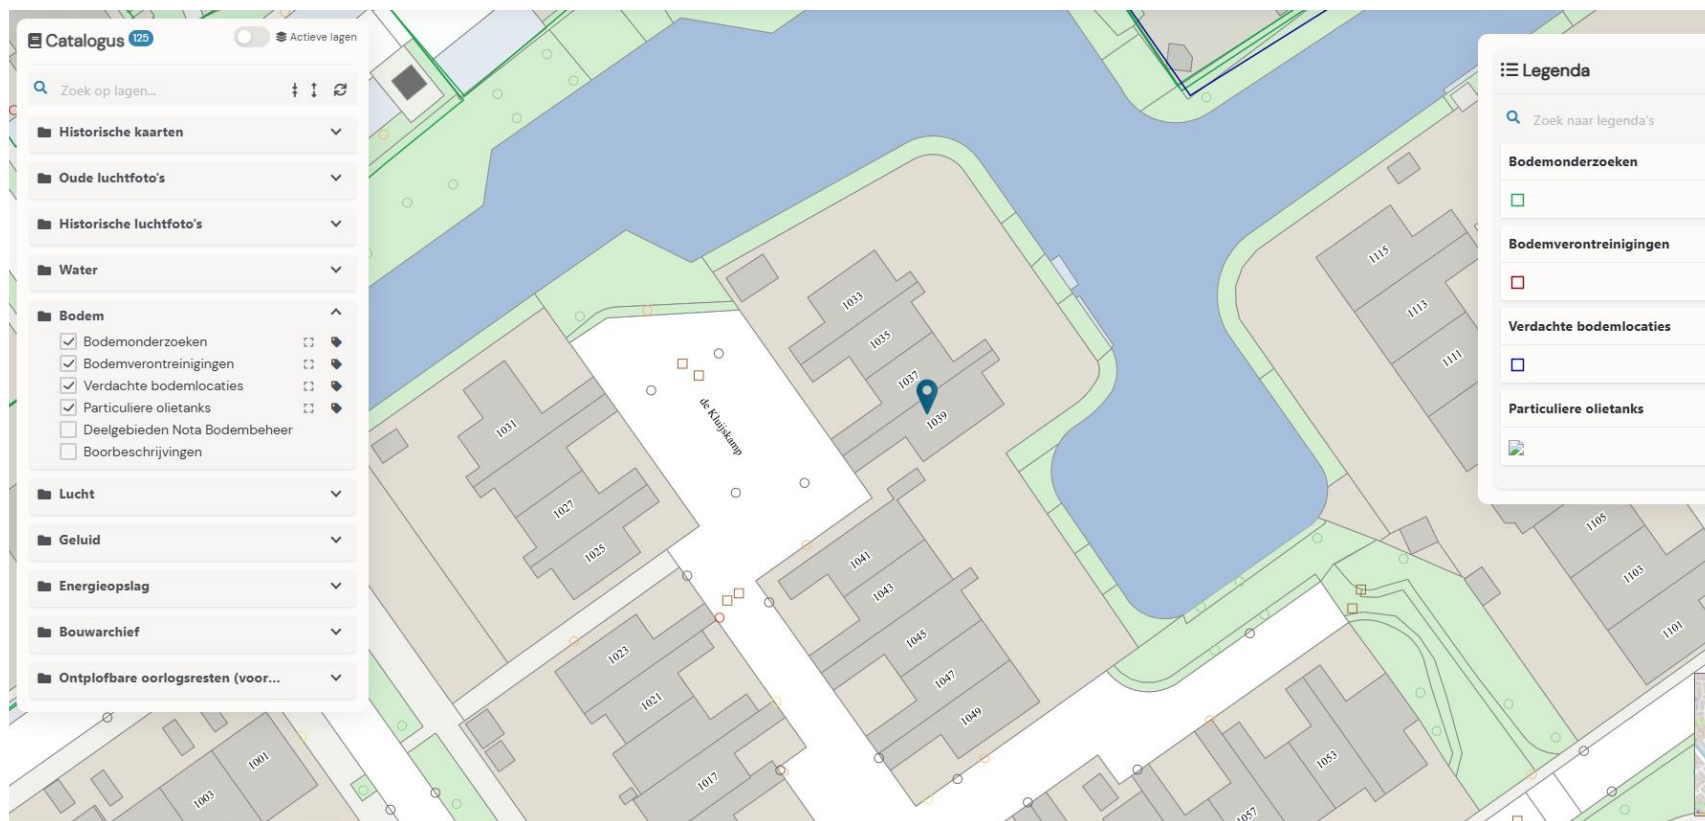 Catalogus 125
Actieve lagen
Zoek op lagen...
Historische kaarten
Oude luchtfoto's
Historische luchtfoto's
Water
Bodem
Bodemonderzoeken
Bodemverontreinigingen
Verdachte bodemlocaties
Particuliere olietanks
Deelgebieden Nota Bodembeheer
Boorbeschrijvingen
Lucht
Geluid
Energieopslag
Bouwarchief
Ontplofbare oorlogsresten (voor...
Legenda
Zoek naar legenda's
Bodemonderzoeken
Bodemverontreinigingen
Verdachte bodemlocaties
Particuliere olietanks
1033
1035
1037
1039
de Kluijskamp
1031
1027
1025
1041
1043
1045
1047
1049
1023
1021
1017
1001
1003
1115
1113
1111
1105
1103
1101
1053
1057